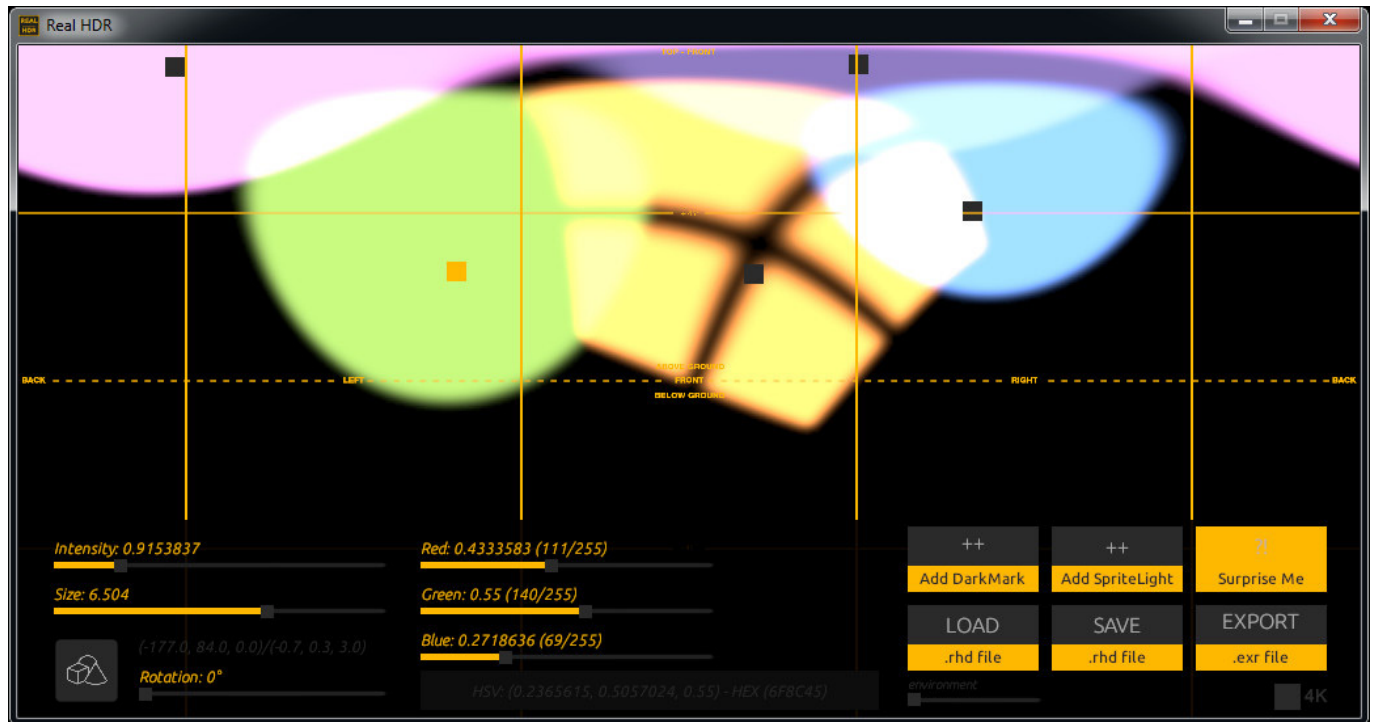 REAL HDR
Real HDR
TOP - FRONT
ABOVE GROUND
BACK
LEFT
FRONT
RIGHT
BACK
BELOW GROUND
Intensity: 0.9153837
Size: 6.504
(-177.0, 84.0, 0.0)/(-0.7, 0.3, 3.0)
Rotation: 0°
Red: 0.4333583 (111/255)
Green: 0.55 (140/255)
Blue: 0.2718636 (69/255)
HSV: (0.2365615, 0.5057024, 0.55) - HEX (6F8C45)
++
Add DarkMark
++
Add SpriteLight
?!
Surprise Me
LOAD
.rhd file
SAVE
.rhd file
EXPORT
.exr file
environment
4K